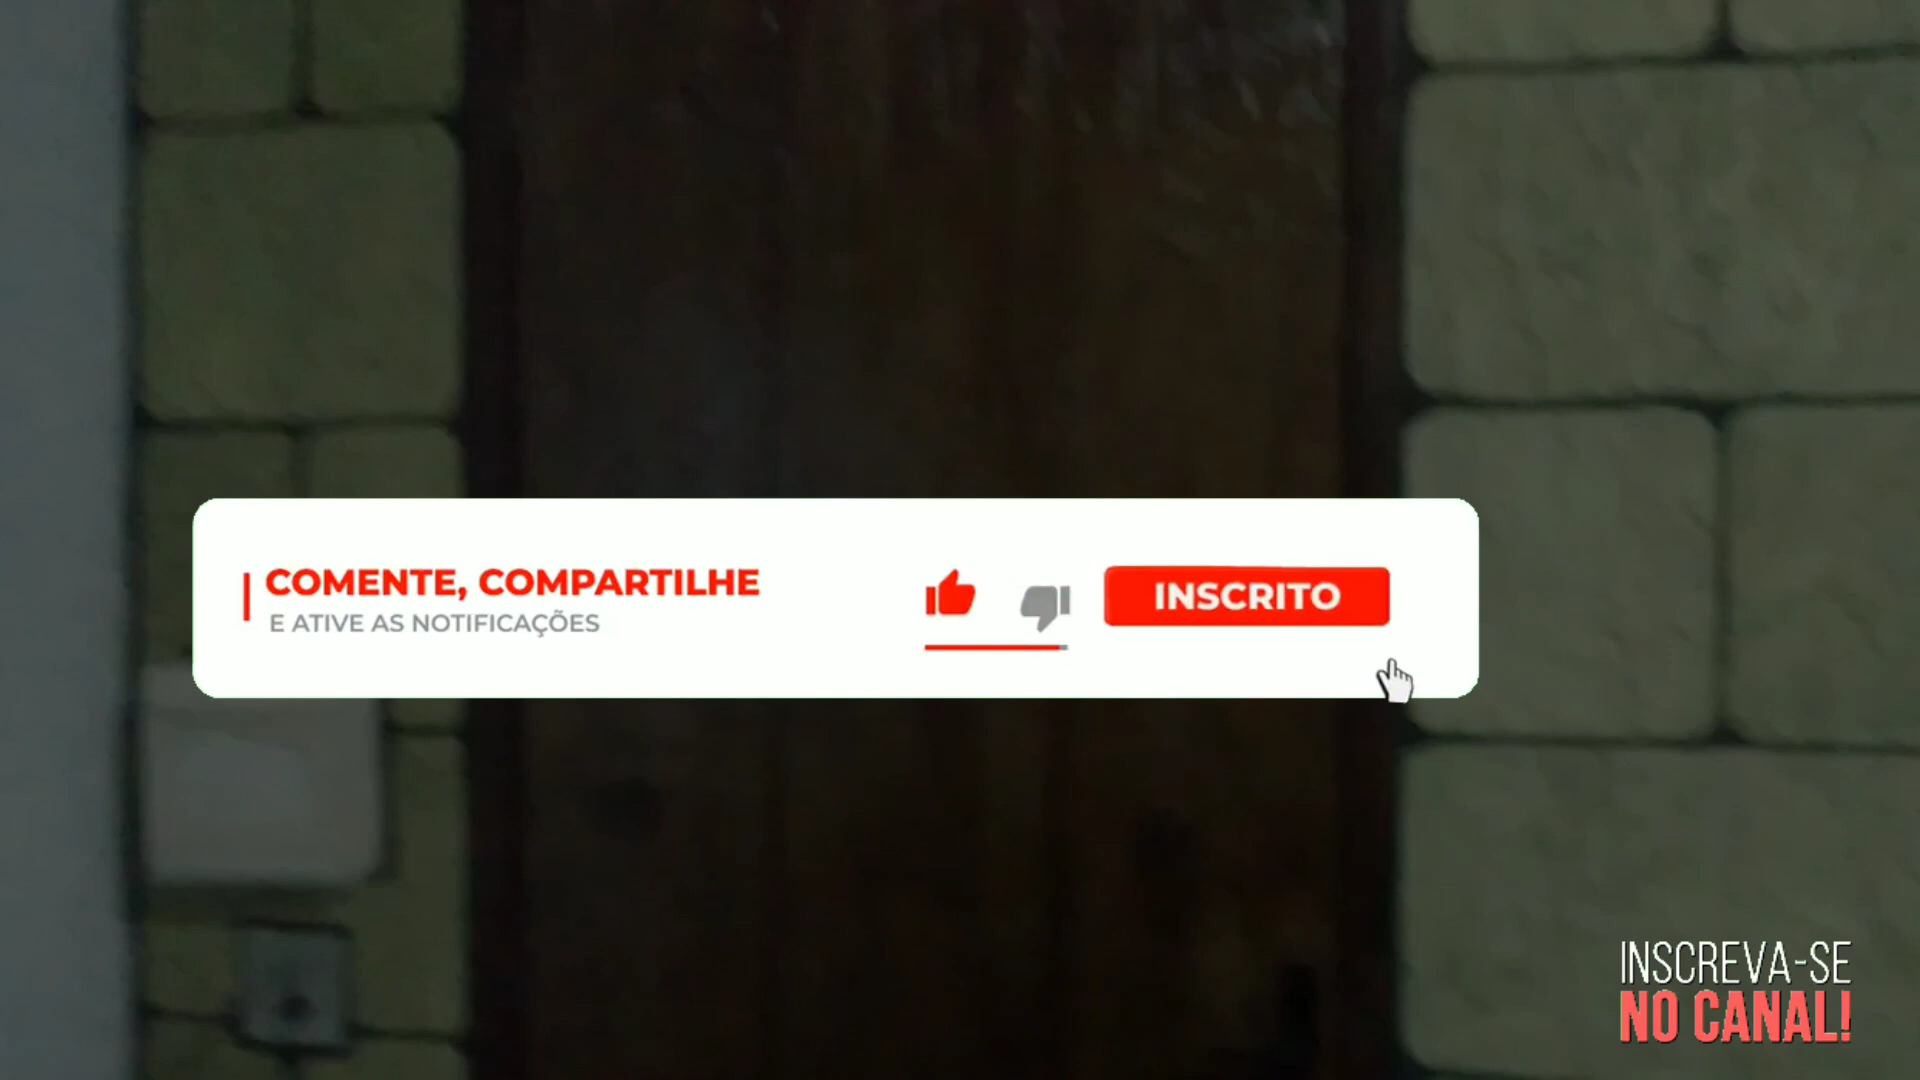 COMENTE, COMPARTILHE
E ATIVE AS NOTIFICAÇÕES
INSCRITO
INSCREVA-SE
NO CANAL!